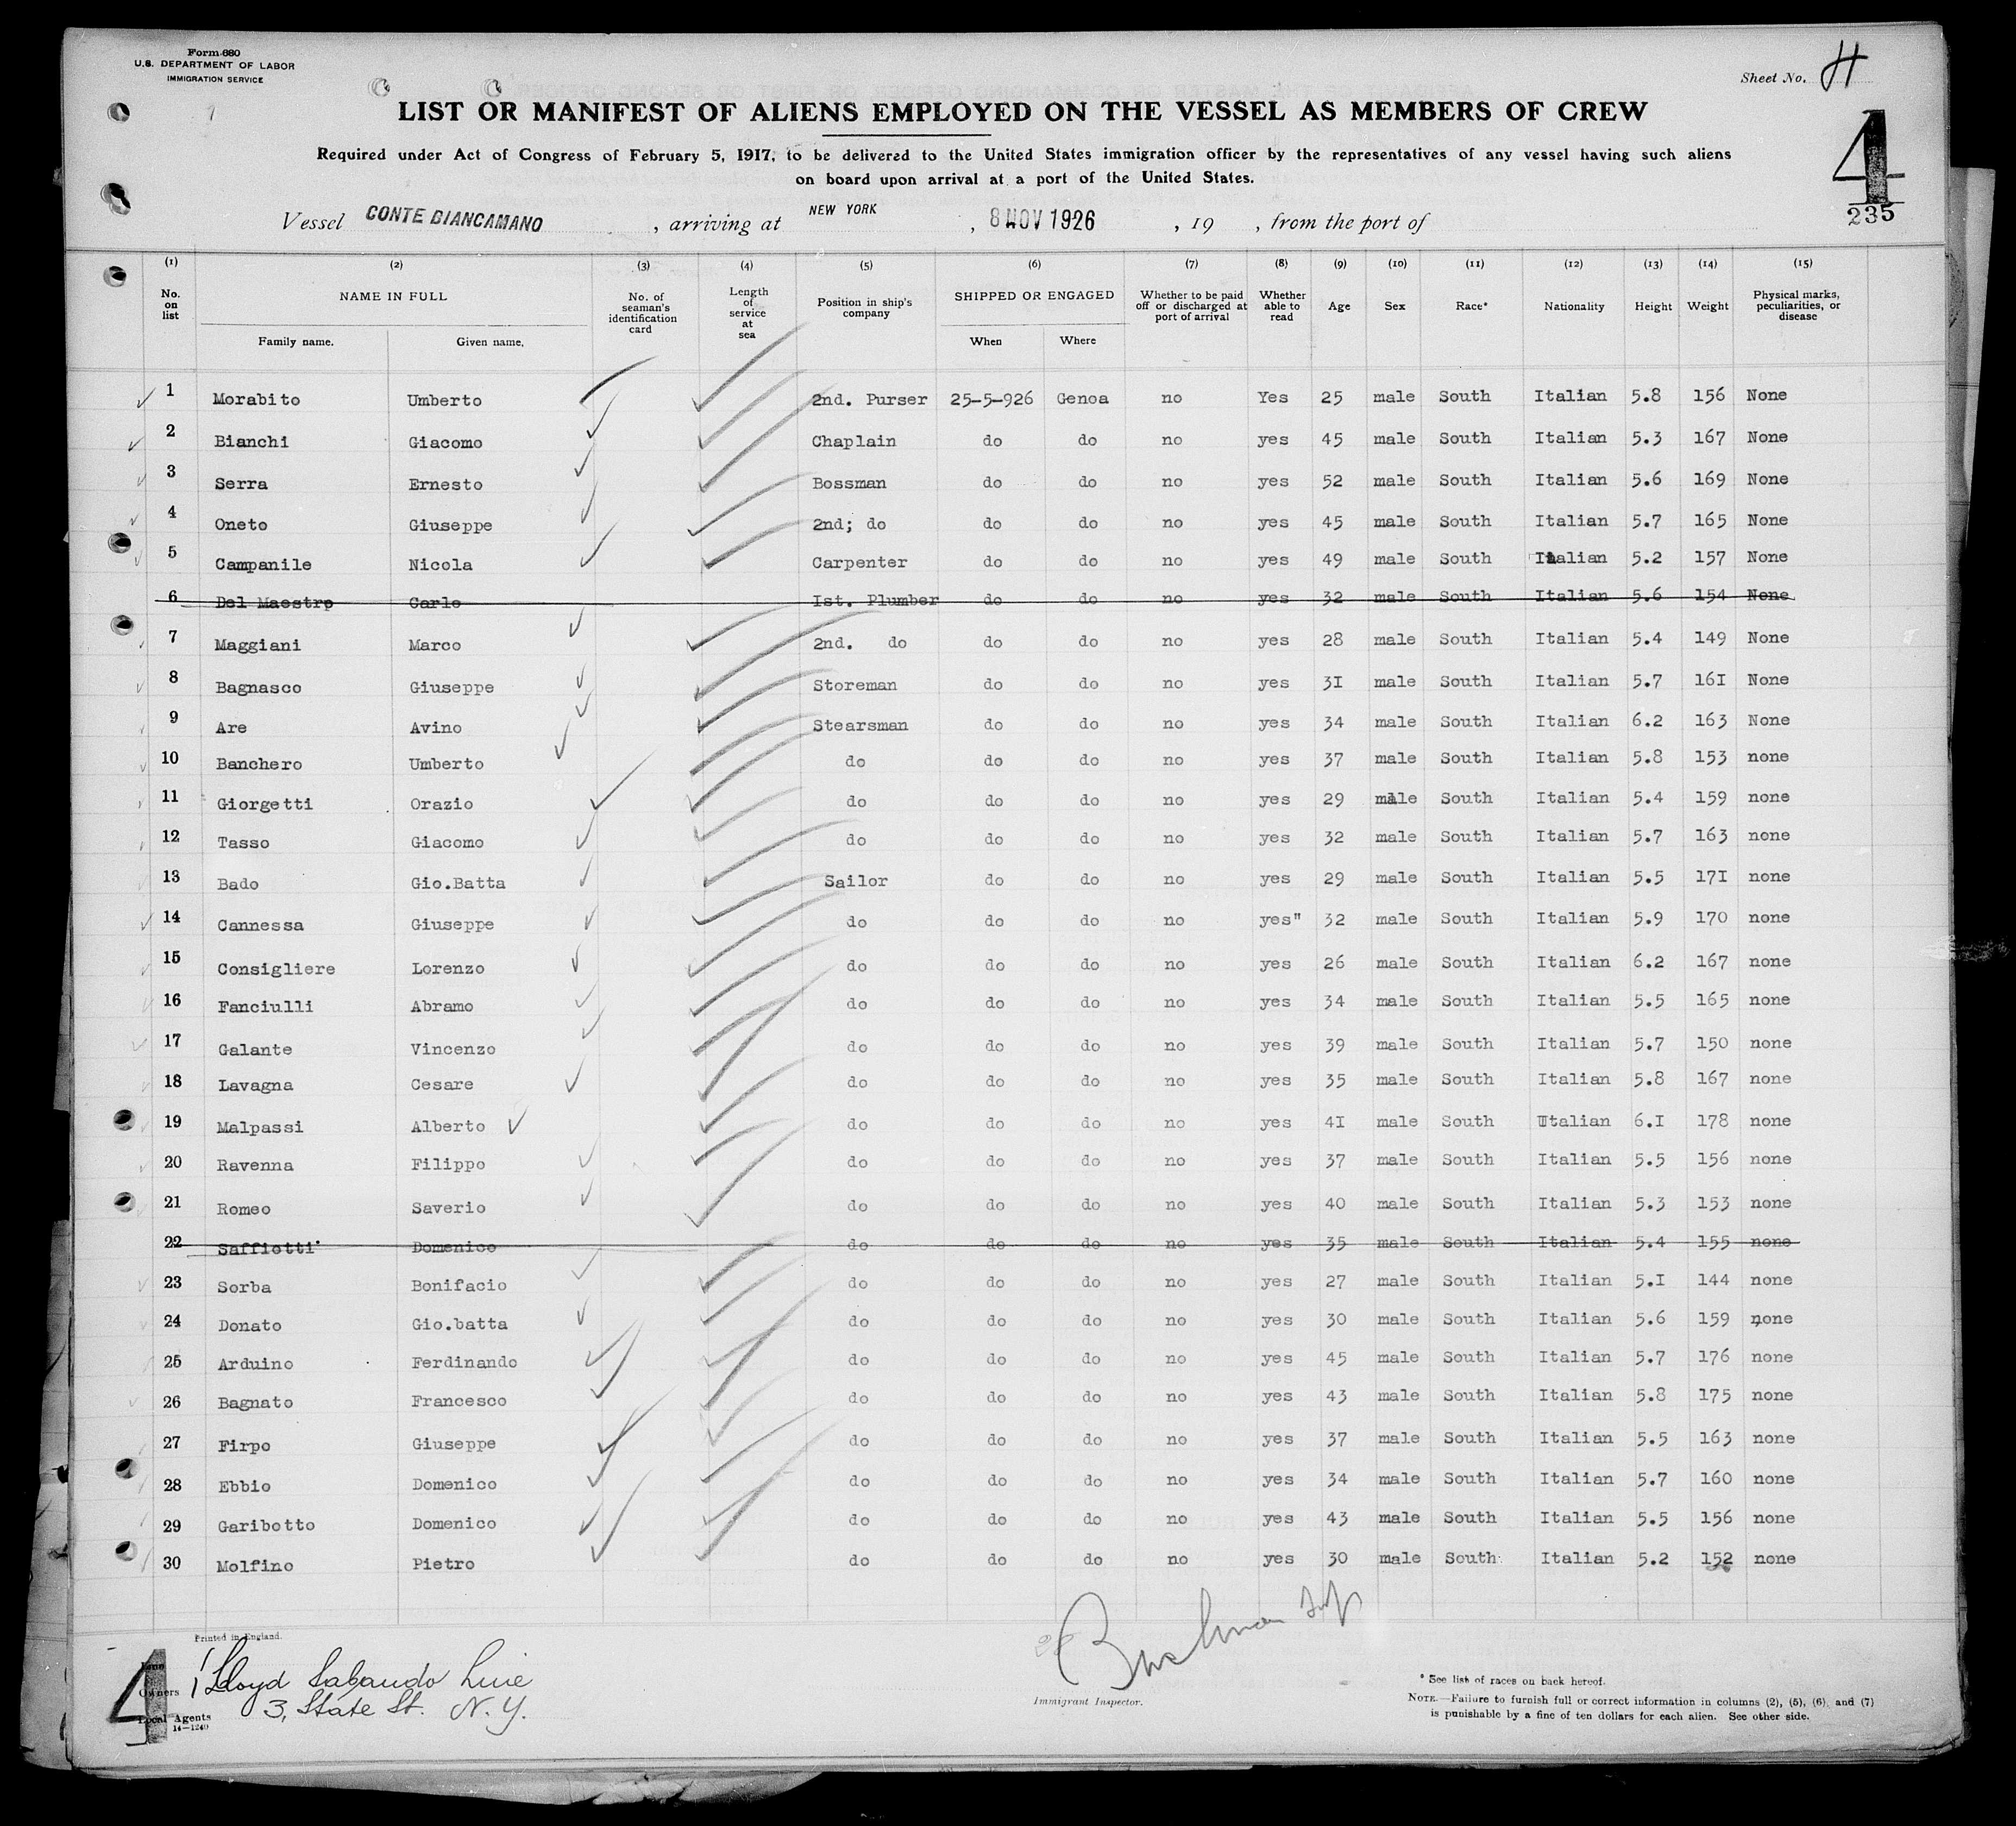 Form 680
U.S. DEPARTMENT OF LABOR
IMMIGRATION SERVICE
Sheet No. H
LIST OR MANIFEST OF ALIENS EMPLOYED ON THE VESSEL AS MEMBERS OF CREW
4
Required under Act of Congress of February 5, 1917, to be delivered to the United States immigration officer by the representatives of any vessel having such aliens
on board upon arrival at a port of the United States.
235
Vessel CONTE BIANCAMANO , arriving at NEW YORK , 8 NOV 1926 , 19 , from the port of
(1) (2) (3) (4) (5) (6) (7) (8) (9) (10) (11) (12) (13) (14) (15)
No. on list NAME IN FULL Family name. Given name. No. of seaman's identification card Length of service at sea Position in ship's company SHIPPED OR ENGAGED When Where Whether to be paid off or discharged at port of arrival Whether able to read Age Sex Race* Nationality Height Weight Physical marks, peculiarities, or disease
1 Morabito Umberto 2nd. Purser 25-5-926 Genoa no Yes 25 male South Italian 5.8 156 None
2 Bianchi Giacomo Chaplain do do no yes 45 male South Italian 5.3 167 None
3 Serra Ernesto Bossman do do no yes 52 male South Italian 5.6 169 None
4 Oneto Giuseppe 2nd; do do do no yes 45 male South Italian 5.7 165 None
5 Campanile Nicola Carpenter do do no yes 49 male South Italian 5.2 157 None
6 Del Maestro Carlo Ist. Plumber do do no yes 32 male South Italian 5.6 154 None
7 Maggiani Marco 2nd. do do do no yes 28 male South Italian 5.4 149 None
8 Bagnasco Giuseppe Storeman do do no yes 3I male South Italian 5.7 16I None
9 Are Avino Stearsman do do no yes 34 male South Italian 6.2 163 None
10 Banchero Umberto do do do no yes 37 male South Italian 5.8 153 none
11 Giorgetti Orazio do do do no yes 29 male South Italian 5.4 159 none
12 Tasso Giacomo do do do no yes 32 male South Italian 5.7 163 none
13 Bado Gio.Batta Sailor do do no yes 29 male South Italian 5.5 17I none
14 Cannessa Giuseppe do do do no yes" 32 male South Italian 5.9 170 none
15 Consigliere Lorenzo do do do no yes 26 male South Italian 6.2 167 none
16 Fanciulli Abramo do do do no yes 34 male South Italian 5.5 165 none
17 Galante Vincenzo do do do no yes 39 male South Italian 5.7 150 none
18 Lavagna Cesare do do do no yes 35 male South Italian 5.8 167 none
19 Malpassi Alberto do do do no yes 4I male South Italian 6.I 178 none
20 Ravenna Filippo do do do no yes 37 male South Italian 5.5 156 none
21 Romeo Saverio do do do no yes 40 male South Italian 5.3 153 none
22 Saffiotti Domenico do do do no yes 35 male South Italian 5.4 155 none
23 Sorba Bonifacio do do do no yes 27 male South Italian 5.I 144 none
24 Donato Gio.batta do do do no yes 30 male South Italian 5.6 159 none
25 Arduino Ferdinando do do do no yes 45 male South Italian 5.7 176 none
26 Bagnato Francesco do do do no yes 43 male South Italian 5.8 175 none
27 Firpo Giuseppe do do do no yes 37 male South Italian 5.5 163 none
28 Ebbio Domenico do do do no yes 34 male South Italian 5.7 160 none
29 Garibotto Domenico do do do no yes 43 male South Italian 5.5 156 none
30 Molfino Pietro do do do no yes 30 male South Italian 5.2 152 none
Printed in England.
4
Owners Lloyd Sabaudo Line
3, State St. N.Y.
Local Agents
14-1240
Immigrant Inspector.
* See list of races on back hereof.
NOTE.—Failure to furnish full or correct information in columns (2), (5), (6), and (7)
is punishable by a fine of ten dollars for each alien. See other side.